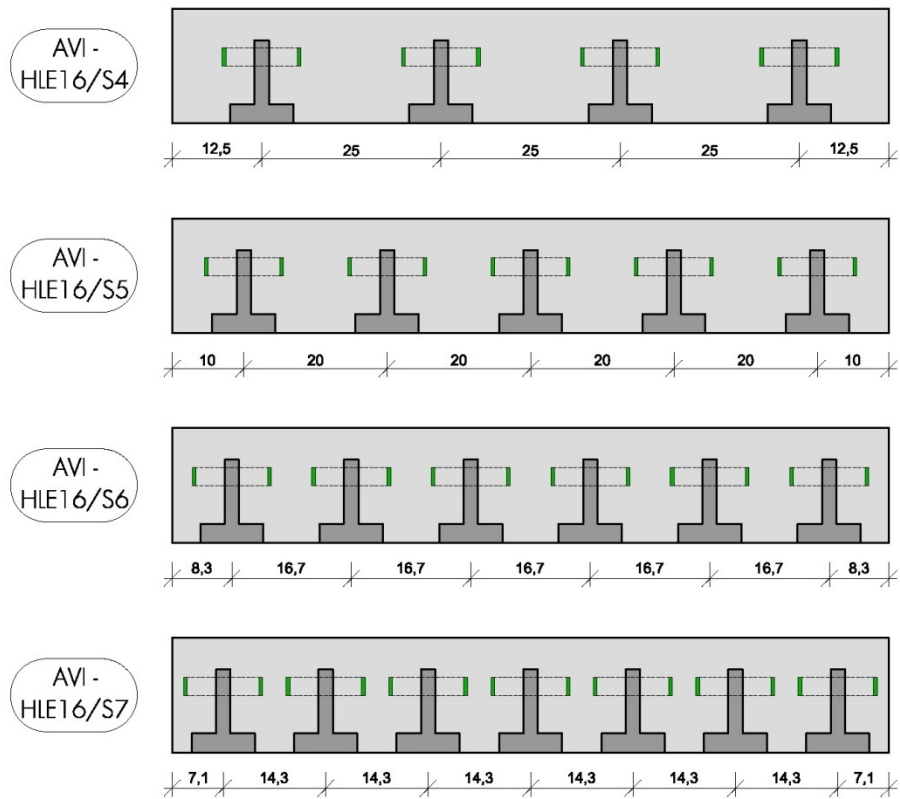 AVI -
HLE16/S4
12,5 25 25 25 12,5
AVI -
HLE16/S5
10 20 20 20 20 10
AVI -
HLE16/S6
8,3 16,7 16,7 16,7 16,7 16,7 8,3
AVI -
HLE16/S7
7,1 14,3 14,3 14,3 14,3 14,3 14,3 7,1